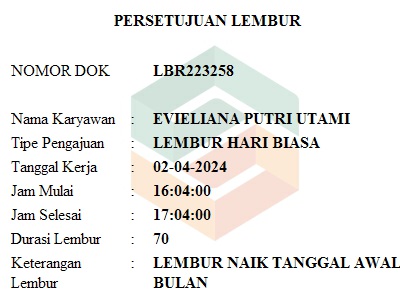 PERSETUJUAN LEMBUR
NOMOR DOK LBR223258
Nama Karyawan : EVIELIANA PUTRI UTAMI
Tipe Pengajuan : LEMBUR HARI BIASA
Tanggal Kerja : 02-04-2024
Jam Mulai : 16:04:00
Jam Selesai : 17:04:00
Durasi Lembur : 70
Keterangan : LEMBUR NAIK TANGGAL AWAL
Lembur BULAN